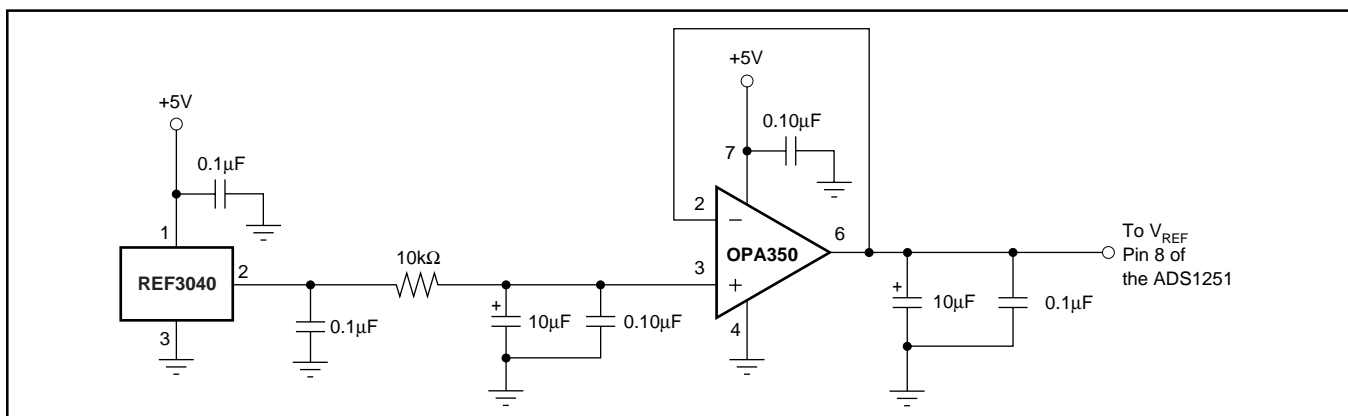 +5V
0.1μF
1
REF3040
2
3
0.1μF
10kΩ
+
10μF
0.10μF
+5V
0.10μF
7
2
−
OPA350
3
+
4
6
+
10μF
0.1μF
To VREF
Pin 8 of
the ADS1251